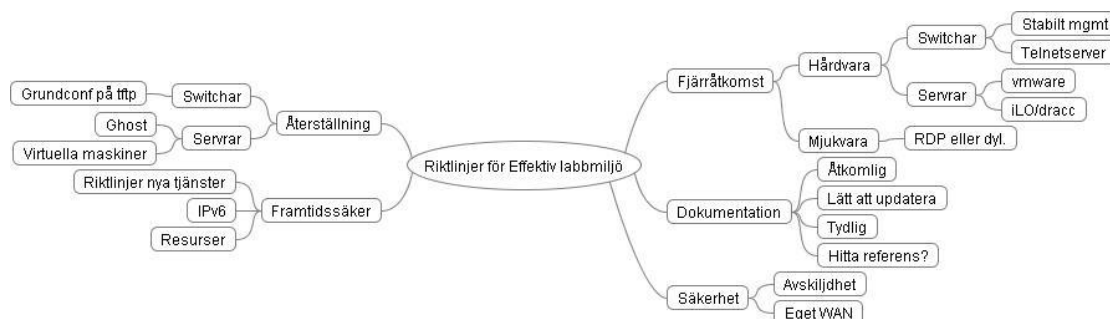 Riktlinjer för Effektiv labbmiljö
Fjärråtkomst
Hårdvara
Switchar
Stabilt mgmt
Telnetserver
Servrar
vmware
iLO/dracc
Mjukvara
RDP eller dyl.
Dokumentation
Åtkomlig
Lätt att updatera
Tydlig
Hitta referens?
Säkerhet
Avskiljdhet
Eget WAN
Återställning
Switchar
Grundconf på tftp
Servrar
Ghost
Virtuella maskiner
Framtidssäker
Riktlinjer nya tjänster
IPv6
Resurser